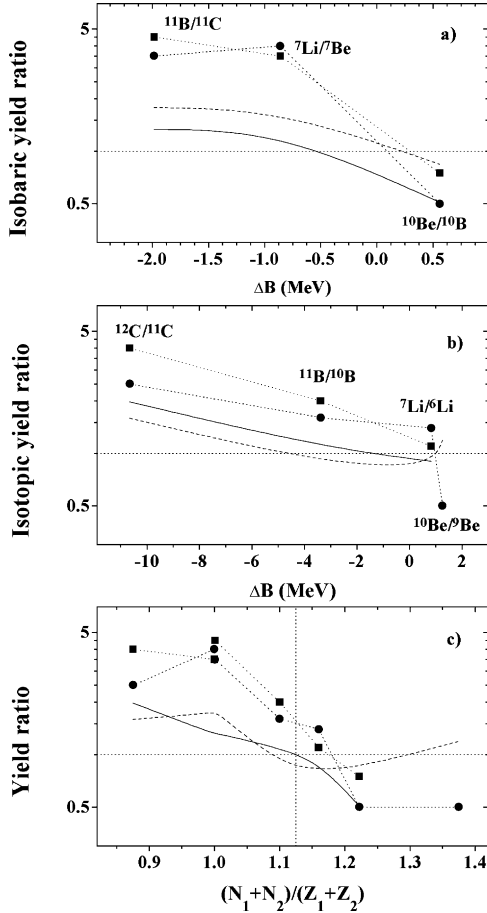 5
¹¹B/¹¹C
⁷Li/⁷Be
a)
Isobaric yield ratio
0.5
¹⁰Be/¹⁰B
-2.0 -1.5 -1.0 -0.5 0.0 0.5
ΔB (MeV)
¹²C/¹¹C
5
b)
¹¹B/¹⁰B
⁷Li/⁶Li
Isotopic yield ratio
0.5
¹⁰Be/⁹Be
-10 -8 -6 -4 -2 0 2
ΔB (MeV)
5
c)
Yield ratio
0.5
0.9 1.0 1.1 1.2 1.3 1.4
(N₁+N₂)/(Z₁+Z₂)